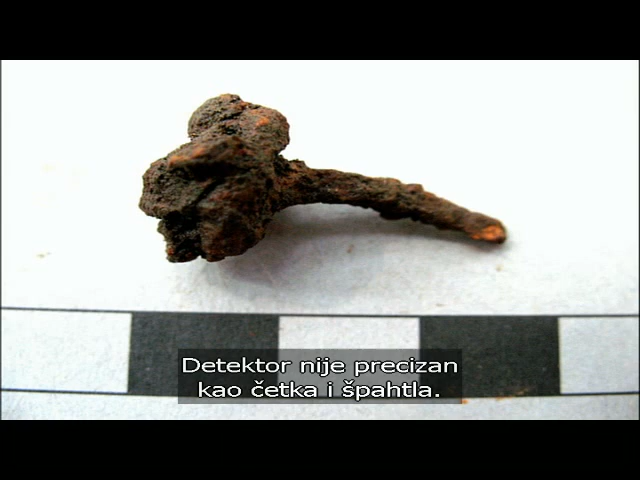 Detektor nije precizan
kao četka i špahtla.